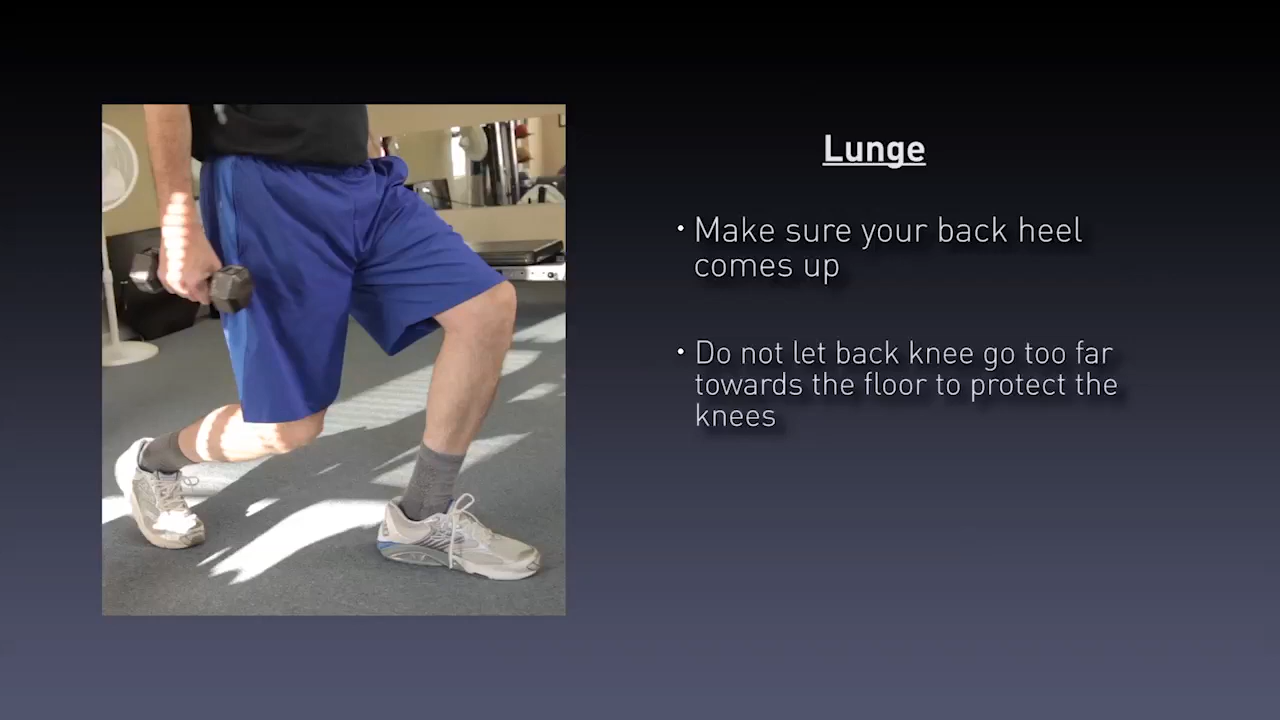 Lunge
• Make sure your back heel
comes up
• Do not let back knee go too far
towards the floor to protect the
knees